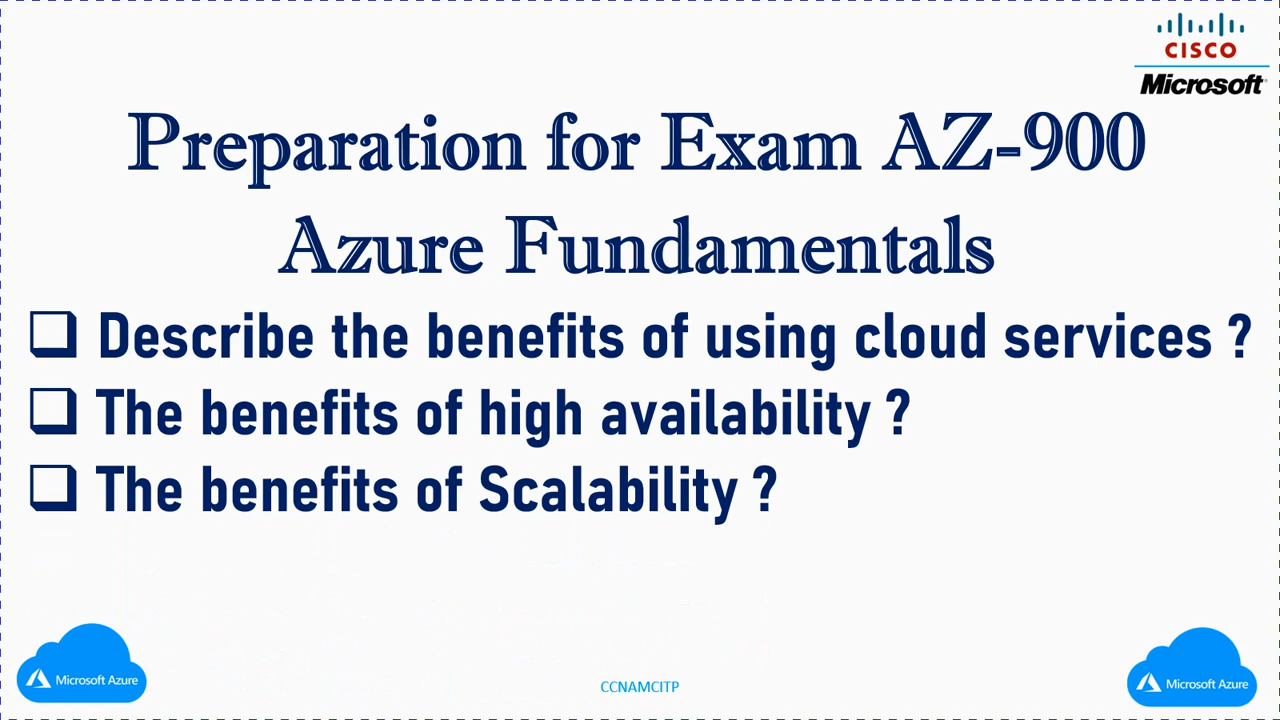 CISCO
Microsoft
Preparation for Exam AZ-900
Azure Fundamentals
Describe the benefits of using cloud services ?
The benefits of high availability ?
The benefits of Scalability ?
Microsoft Azure
CCNAMCITP
Microsoft Azure